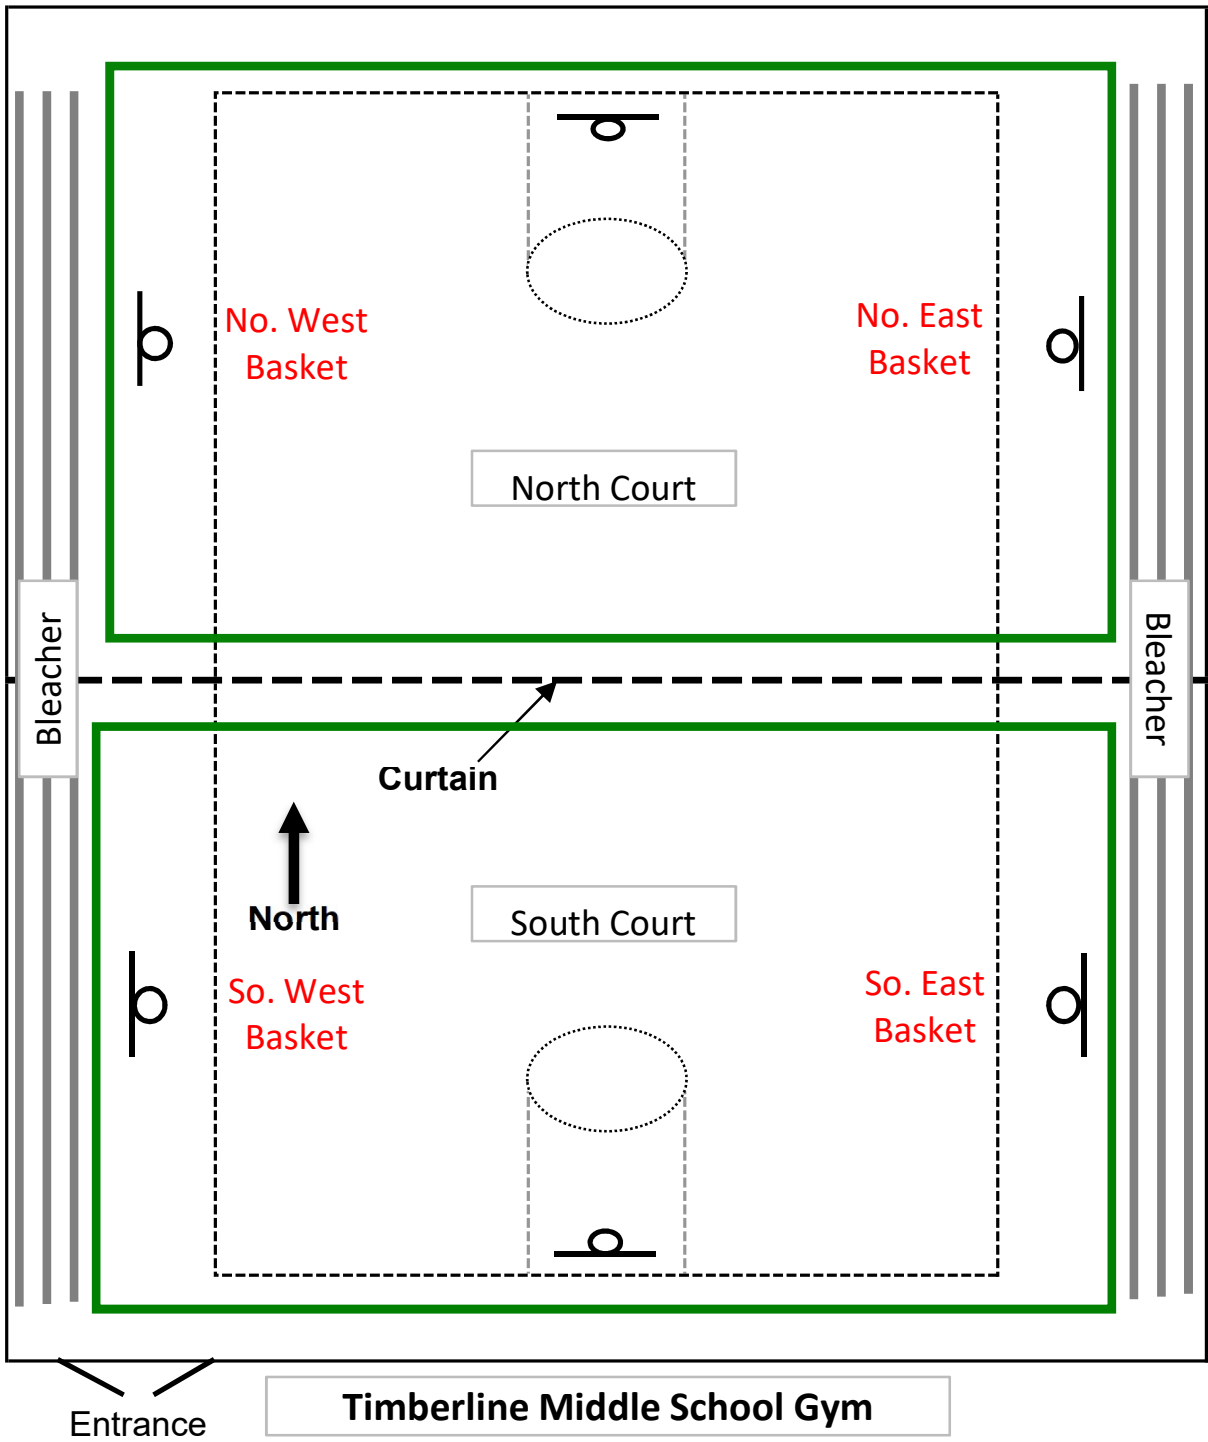 No. West
Basket
No. East
Basket
North Court
Bleacher
Bleacher
Curtain
North
South Court
So. West
Basket
So. East
Basket
Entrance
Timberline Middle School Gym